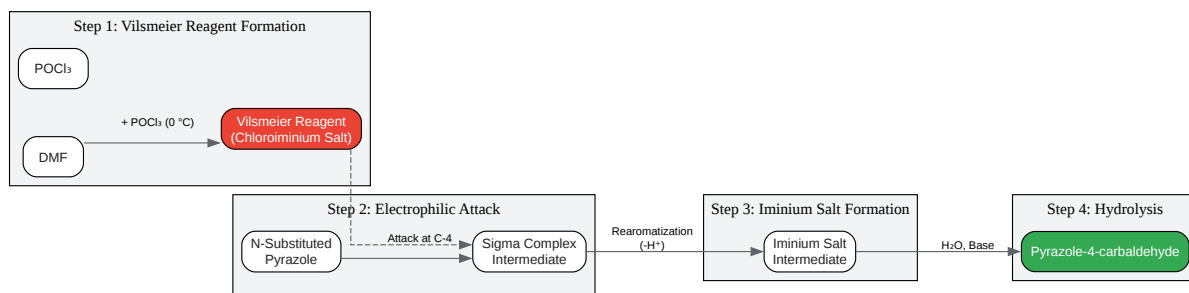 Step 1: Vilsmeier Reagent Formation
POCl₃
+ POCl₃ (0 °C)
Vilsmeier Reagent
(Chloroiminium Salt)
DMF
Step 2: Electrophilic Attack
N-Substituted
Pyrazole
Attack at C-4
Sigma Complex
Intermediate
Rearomatization
(-H⁺)
Step 3: Iminium Salt Formation
Iminium Salt
Intermediate
H₂O, Base
Step 4: Hydrolysis
Pyrazole-4-carbaldehyde